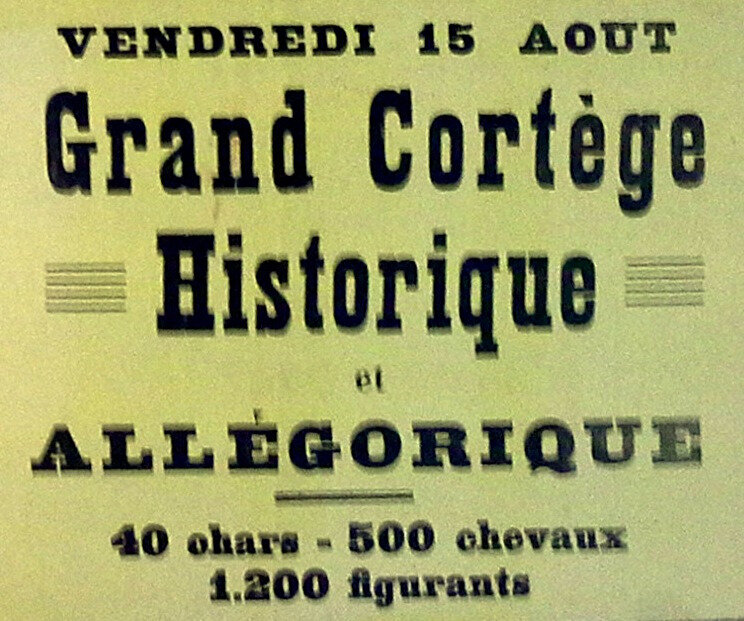 VENDREDI 15 AOUT
Grand Cortège
Historique
et
ALLÉGORIQUE
40 chars - 500 chevaux
1.200 figurants